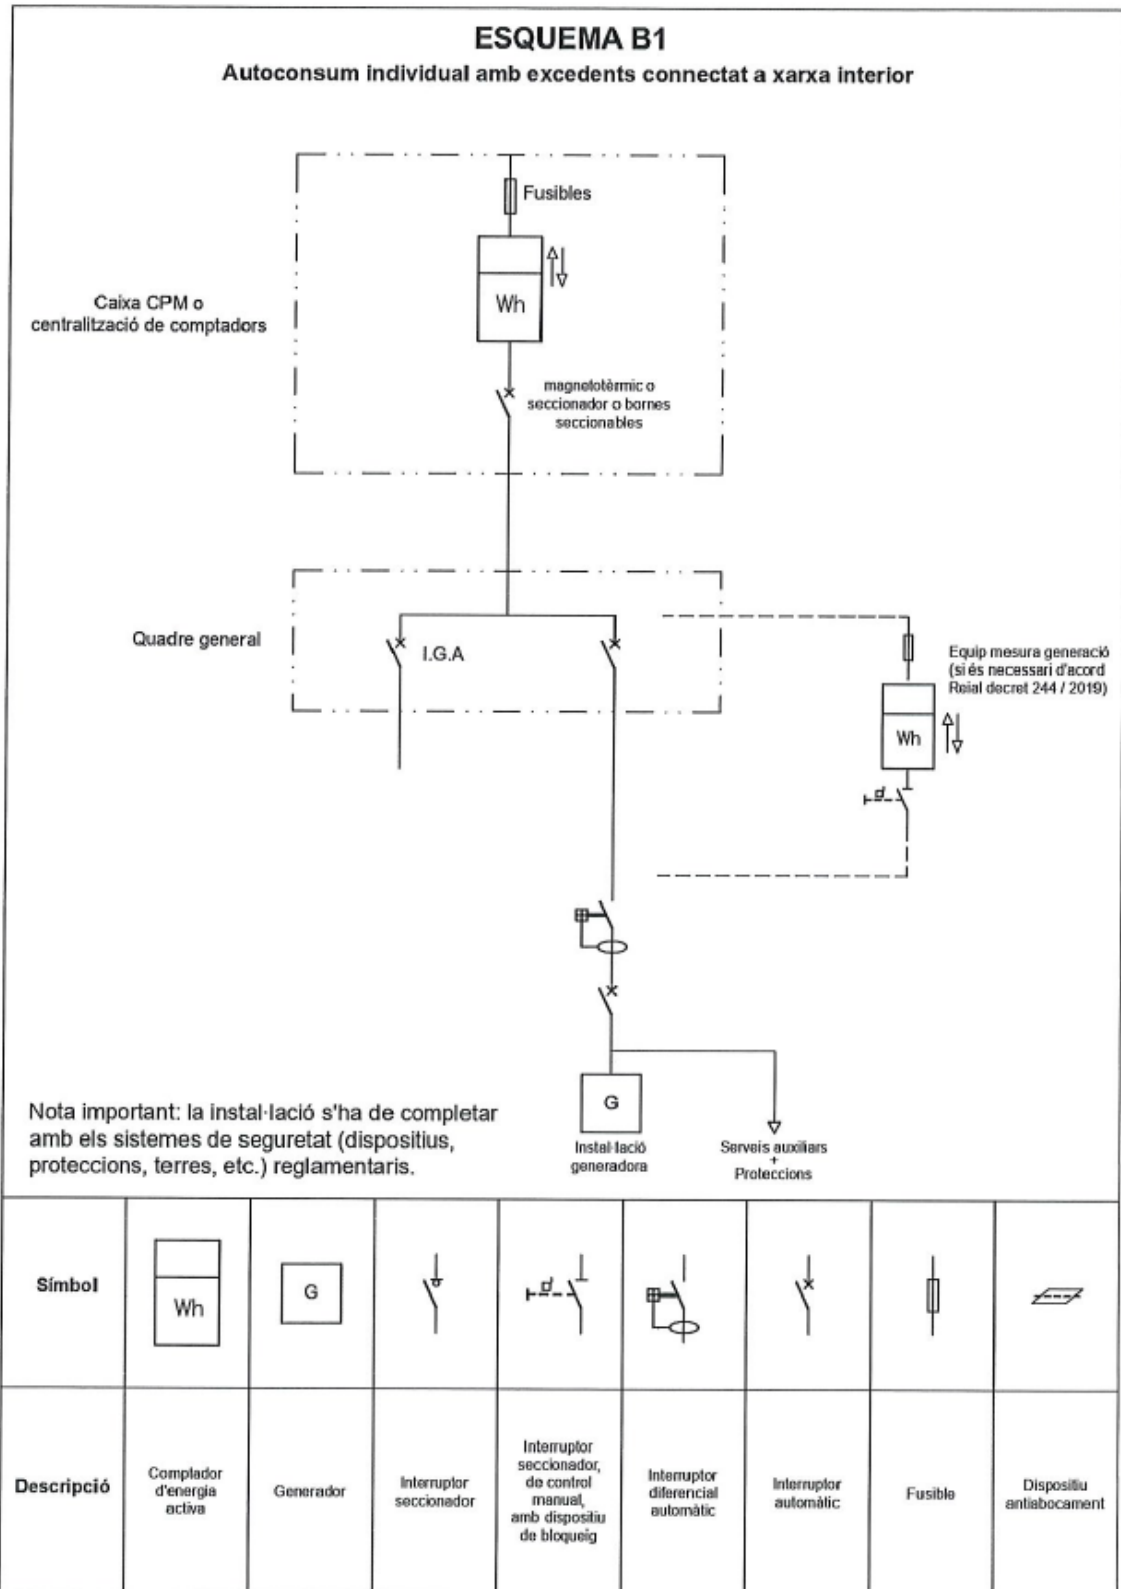 ESQUEMA B1
Autoconsum individual amb excedents connectat a xarxa interior
Fusibles
Wh
Caixa CPM o
centralització de comptadors
magnetotèrmic o
seccionador o bornes
seccionables
Quadre general
I.G.A
Equip mesura generació
(si és necessari d'acord
Reial decret 244 / 2019)
Wh
G
Instal·lació
generadora
Serveis auxiliars
+
Proteccions
Nota important: la instal·lació s'ha de completar
amb els sistemes de seguretat (dispositius,
proteccions, terres, etc.) reglamentaris.
Símbol
Wh
G
Descripció
Comptador
d'energia
activa
Generador
Interruptor
seccionador
Interruptor
seccionador,
de control
manual,
amb dispositiu
de bloqueig
Interruptor
diferencial
automàtic
Interruptor
automàtic
Fusible
Dispositiu
antiabocament